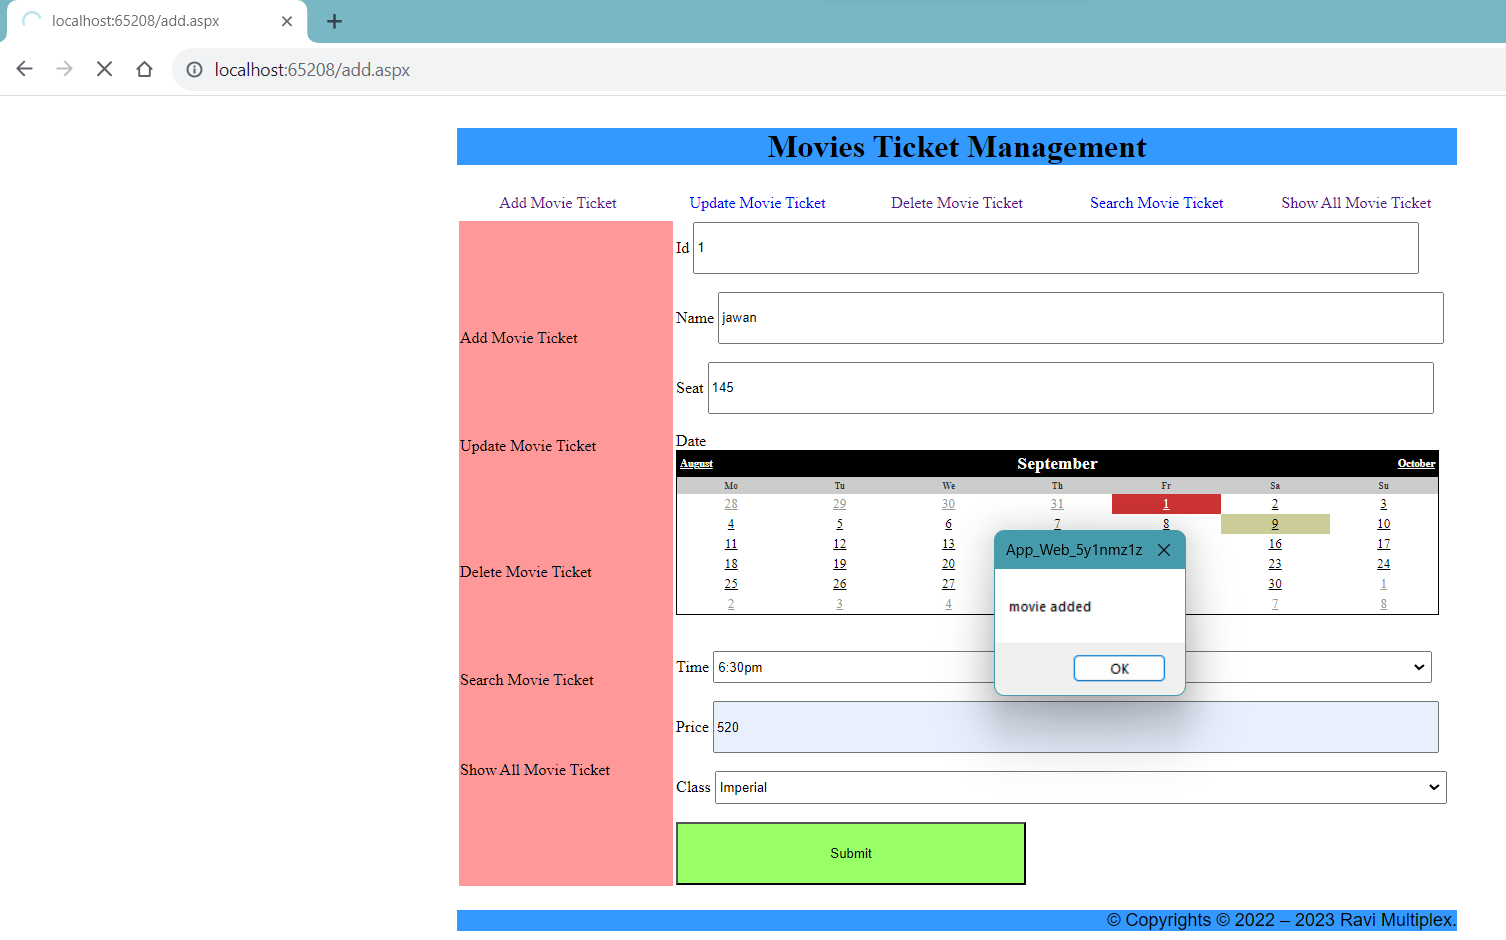 localhost:65208/add.aspx
localhost:65208/add.aspx
Movies Ticket Management
Add Movie Ticket Update Movie Ticket Delete Movie Ticket Search Movie Ticket Show All Movie Ticket
Add Movie Ticket
Update Movie Ticket
Delete Movie Ticket
Search Movie Ticket
Show All Movie Ticket
Id 1
Name jawan
Seat 145
Date
August September October
Mo Tu We Th Fr Sa Su
28 29 30 31 1 2 3
4 5 6 7 8 9 10
11 12 13 16 17
18 19 20 23 24
25 26 27 30 1
2 3 4 7 8
App_Web_5y1nmz1z
movie added
OK
Time 6:30pm
Price 520
Class Imperial
Submit
© Copyrights © 2022 – 2023 Ravi Multiplex.